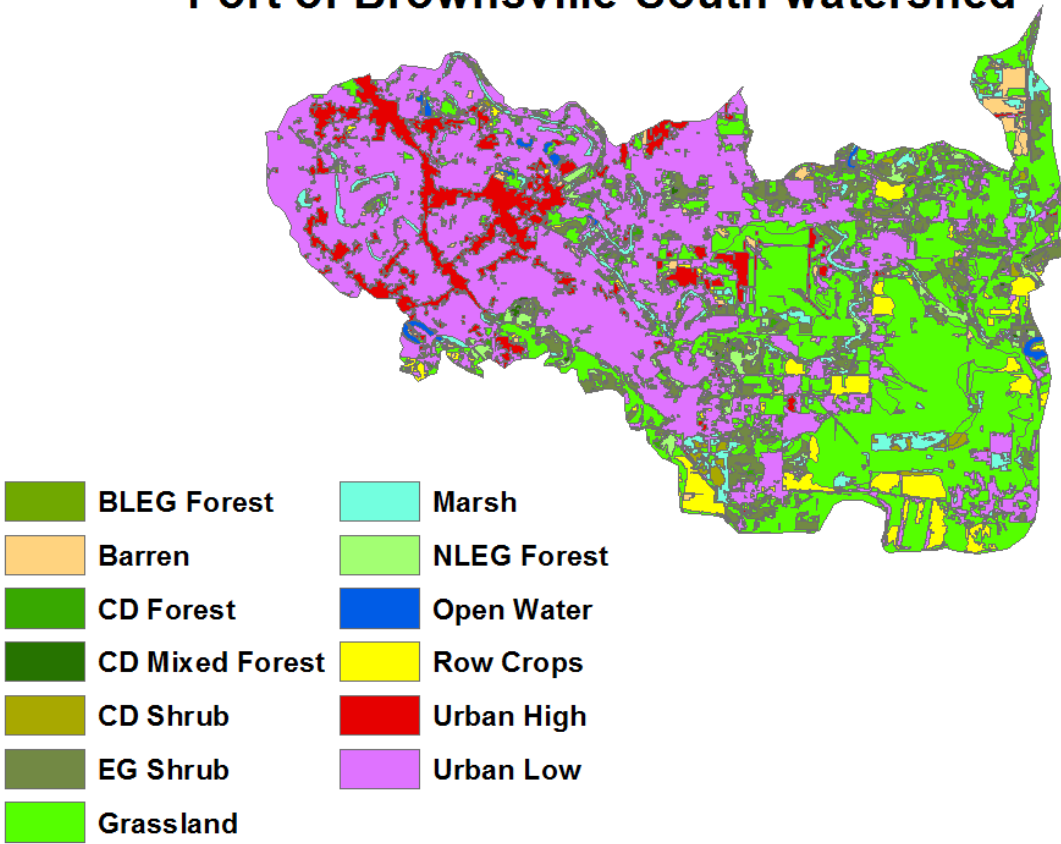 Port of Brownsville South watershed
BLEG Forest
Barren
CD Forest
CD Mixed Forest
CD Shrub
EG Shrub
Grassland
Marsh
NLEG Forest
Open Water
Row Crops
Urban High
Urban Low